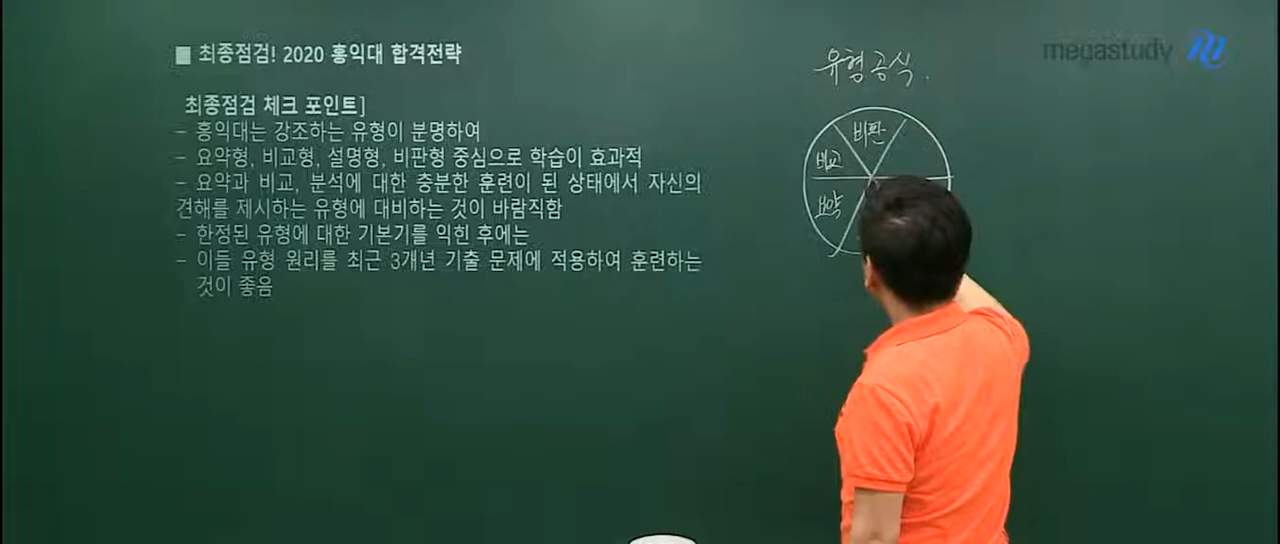 ■ 최종점검! 2020 홍익대 합격전략
최종점검 체크 포인트]
- 홍익대는 강조하는 유형이 분명하여
- 요약형, 비교형, 설명형, 비판형 중심으로 학습이 효과적
- 요약과 비교, 분석에 대한 충분한 훈련이 된 상태에서 자신의
견해를 제시하는 유형에 대비하는 것이 바람직함
- 한정된 유형에 대한 기본기를 익힌 후에는
- 이들 유형 원리를 최근 3개년 기출 문제에 적용하여 훈련하는
것이 좋음
유형공식.
비판
비교
요약
megastudy